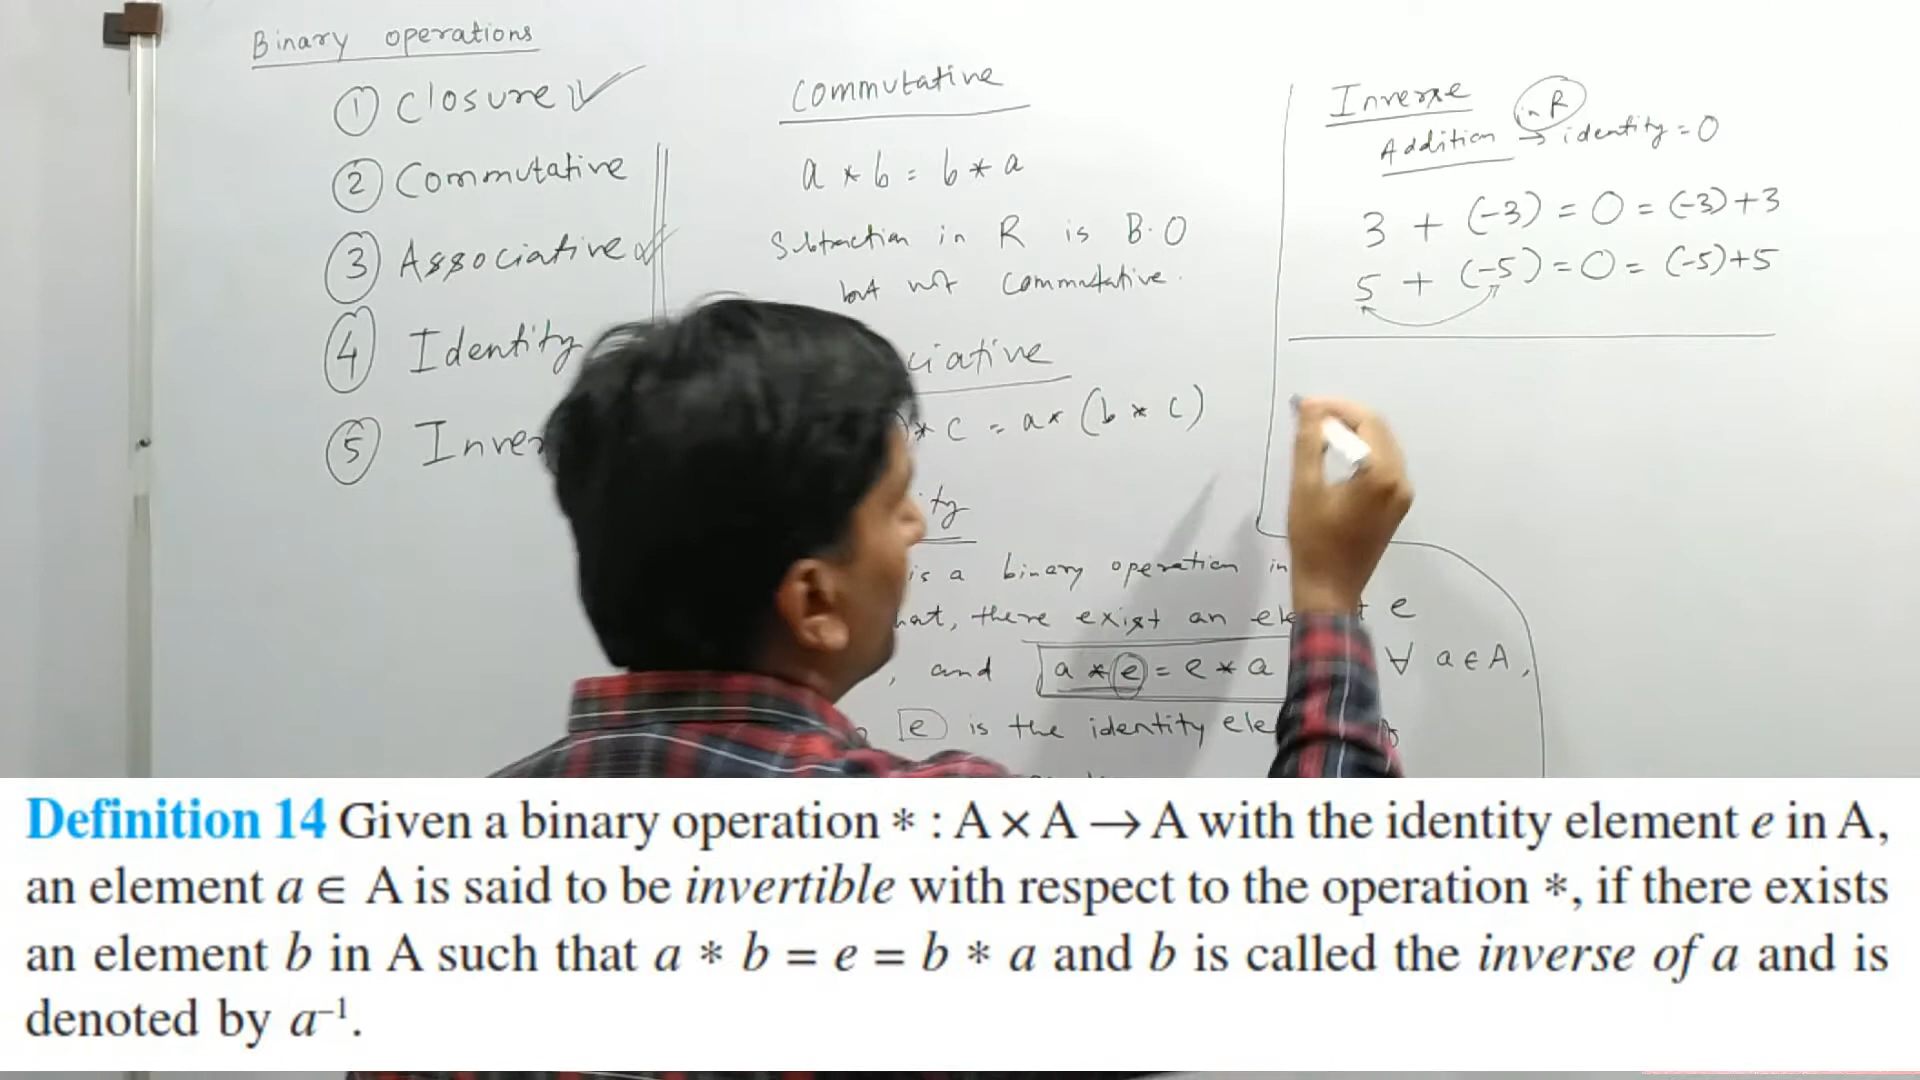 Binary operations
① Closure ✓
② Commutative
③ Associative
④ Identity
⑤ Inver
Commutative
a * b = b * a
Subtraction in R is B.O
but not commutative.
ciative
* c = a * (b * c)
ty
is a binary operation in
hat, there exist an ele t e
, and a * e = e * a ∀ a ∈ A,
e is the identity ele
Inverse
Addition in R → identity = 0
3 + (-3) = 0 = (-3)+3
5 + (-5) = 0 = (-5)+5
Definition 14 Given a binary operation * : A × A → A with the identity element e in A,
an element a ∈ A is said to be invertible with respect to the operation *, if there exists
an element b in A such that a * b = e = b * a and b is called the inverse of a and is
denoted by a⁻¹.